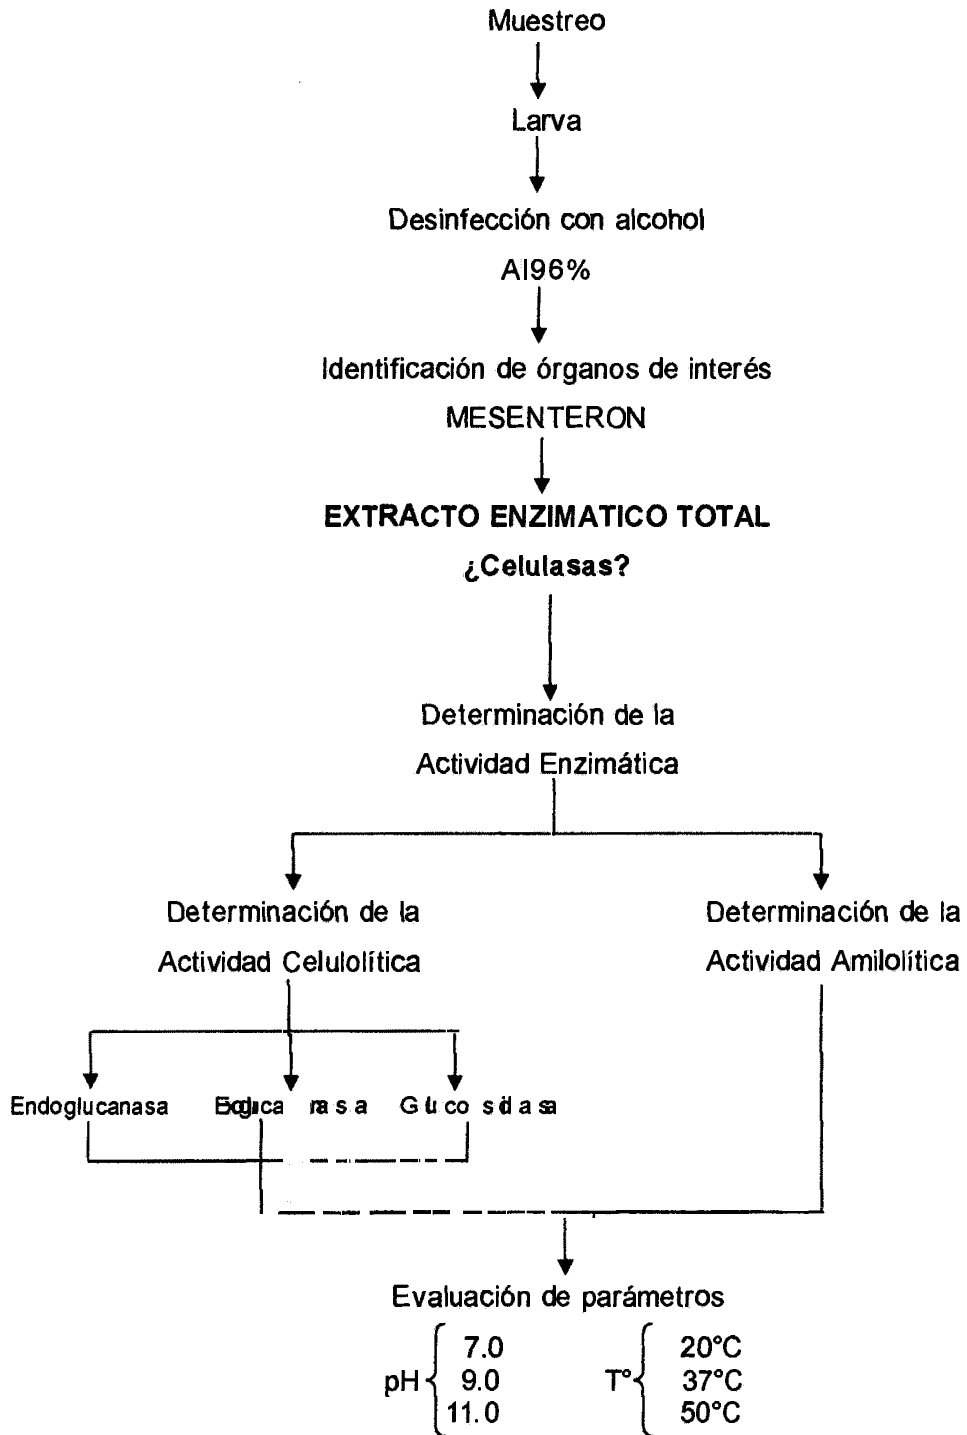 Muestreo
Larva
Desinfección con alcohol
Al96%
Identificación de órganos de interés
MESENTERON
EXTRACTO ENZIMATICO TOTAL
¿Celulasas?
Determinación de la
Actividad Enzimática
Determinación de la
Actividad Celulolítica
Determinación de la
Actividad Amilolítica
Endoglucanasa
Evaluación de parámetros
pH
7.0
9.0
11.0
T°
20°C
37°C
50°C